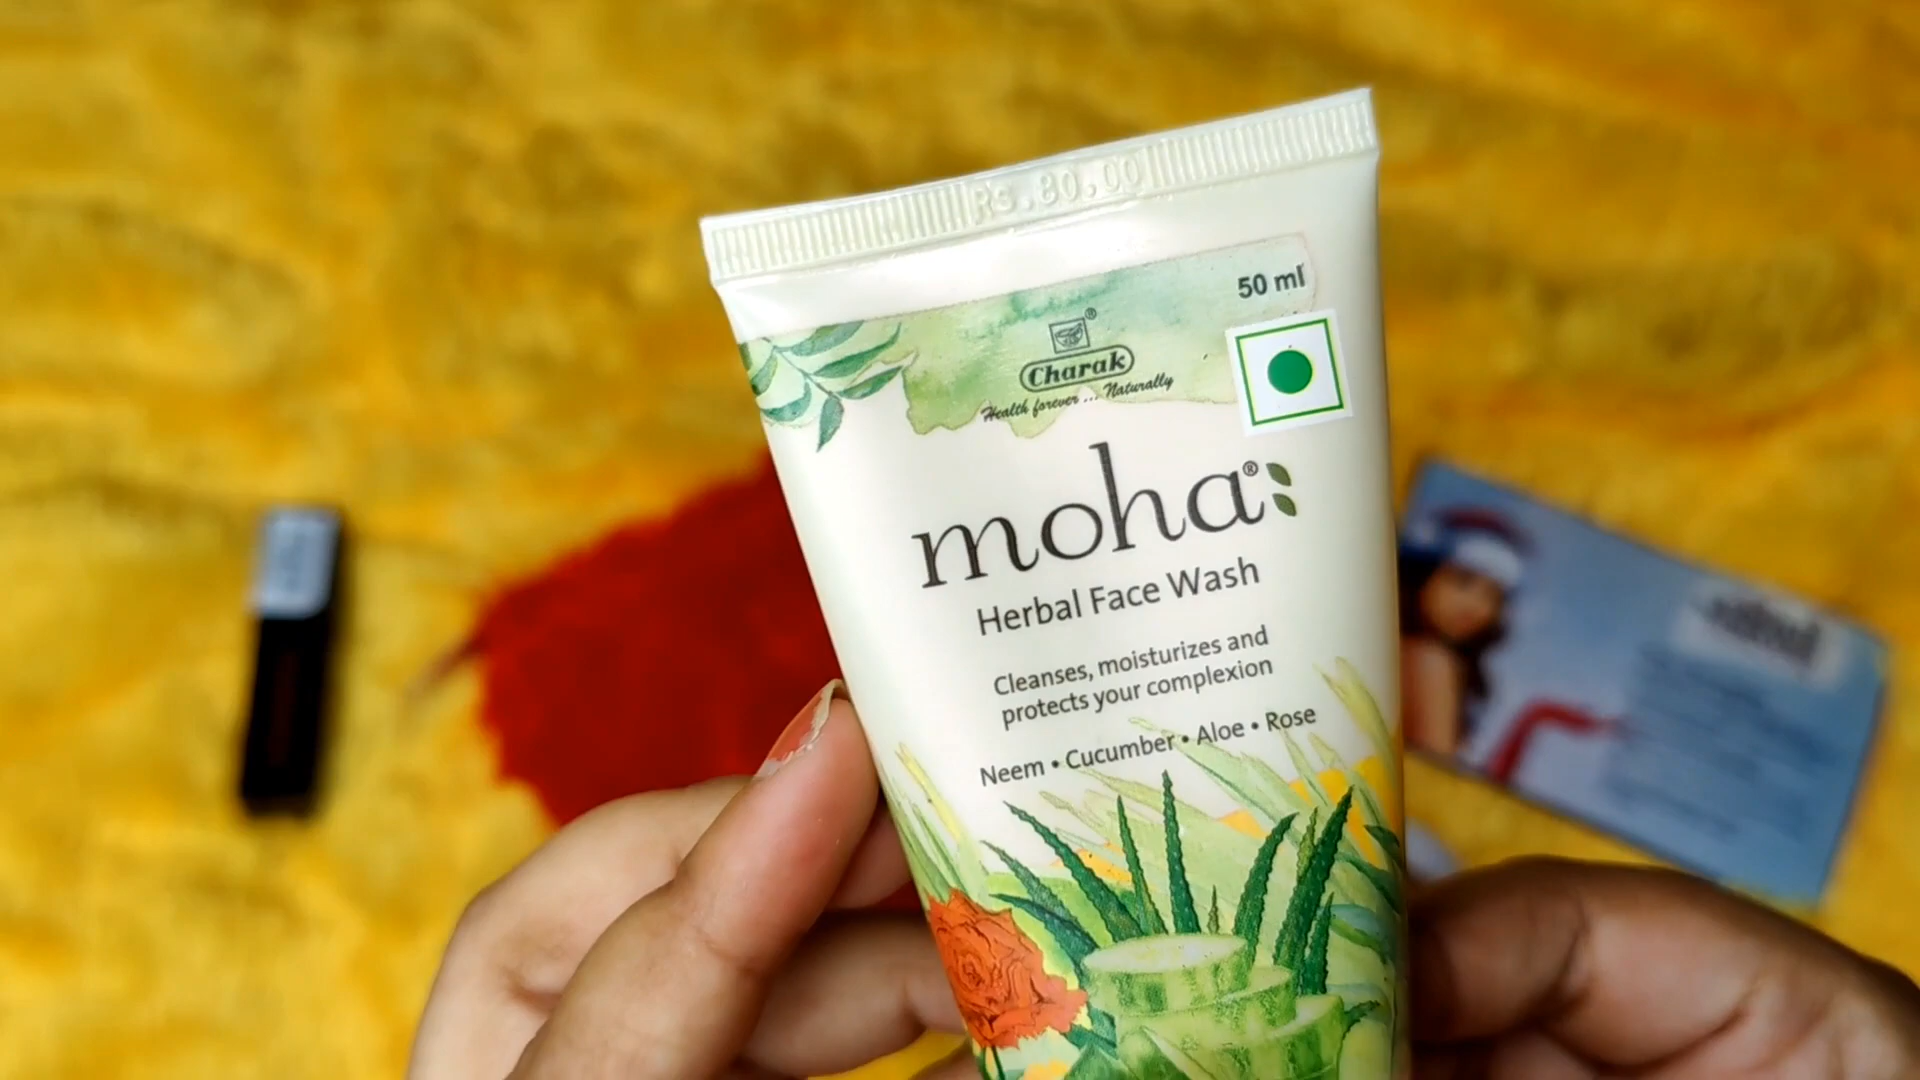 Rs.80.00
50 ml
®
Charak
Health forever ... Naturally
moha®
Herbal Face Wash
Cleanses, moisturizes and
protects your complexion
Neem • Cucumber • Aloe • Rose